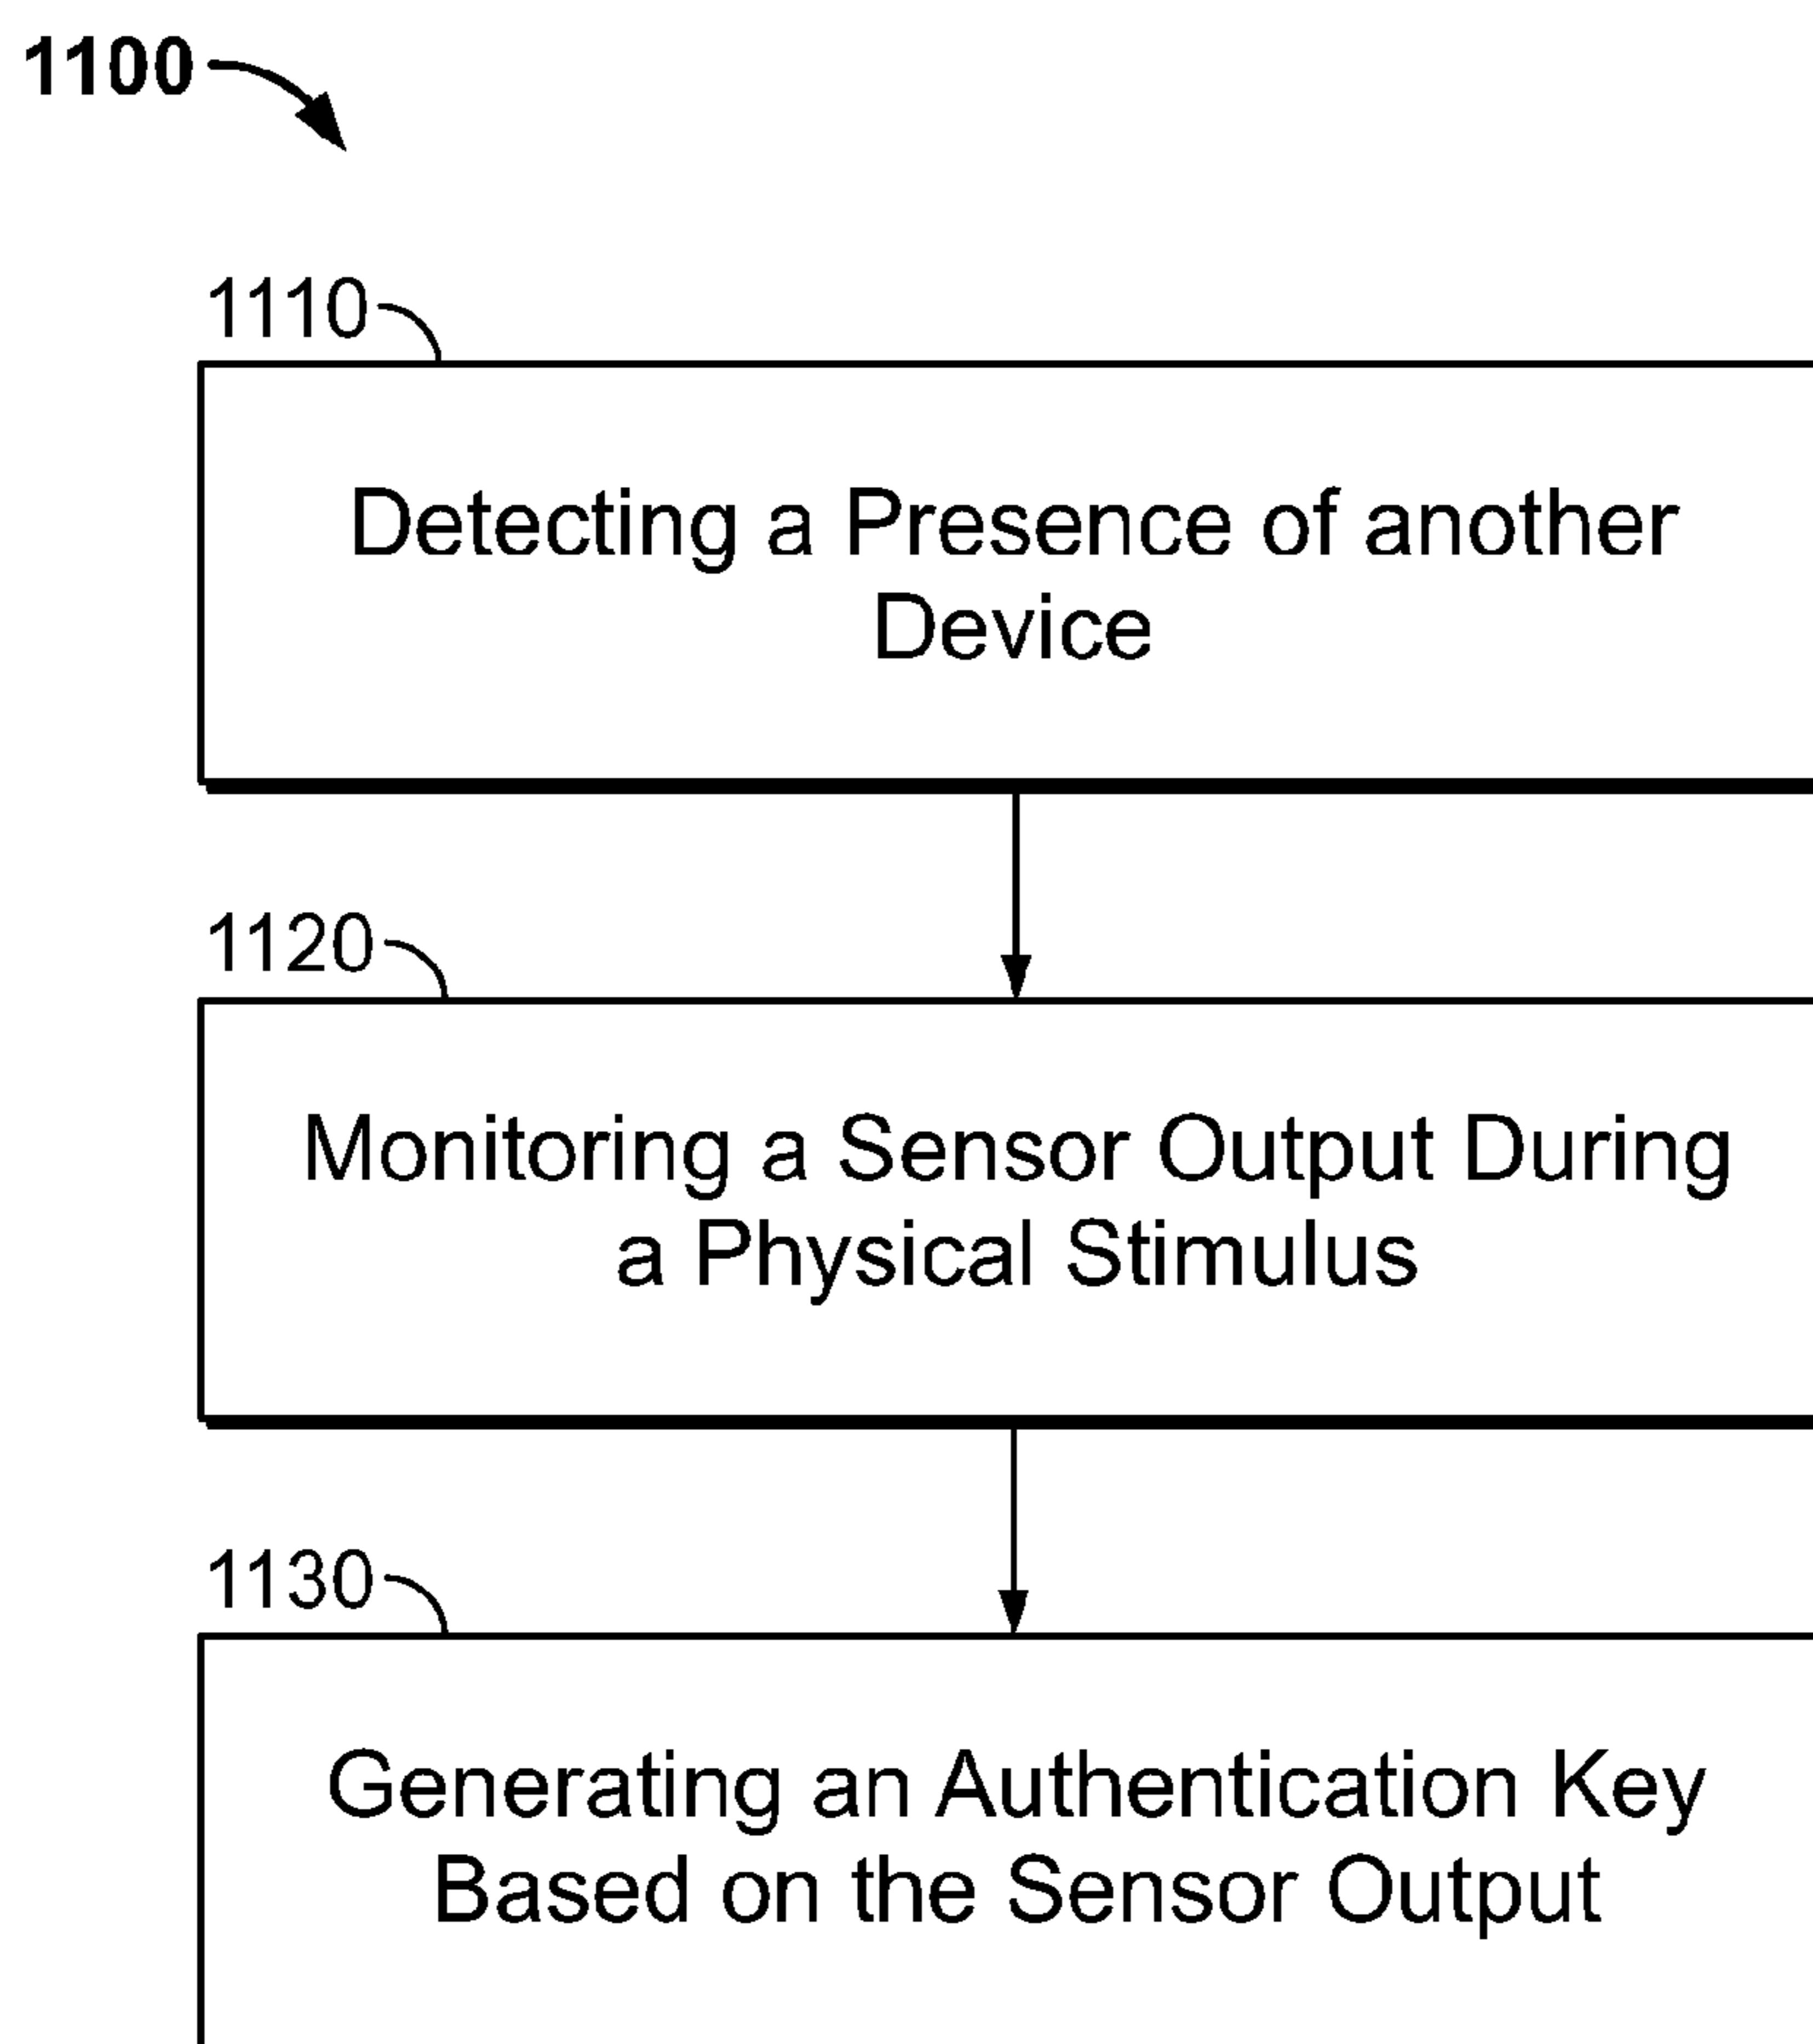 1100
1110
Detecting a Presence of another
Device
1120
Monitoring a Sensor Output During
a Physical Stimulus
1130
Generating an Authentication Key
Based on the Sensor Output